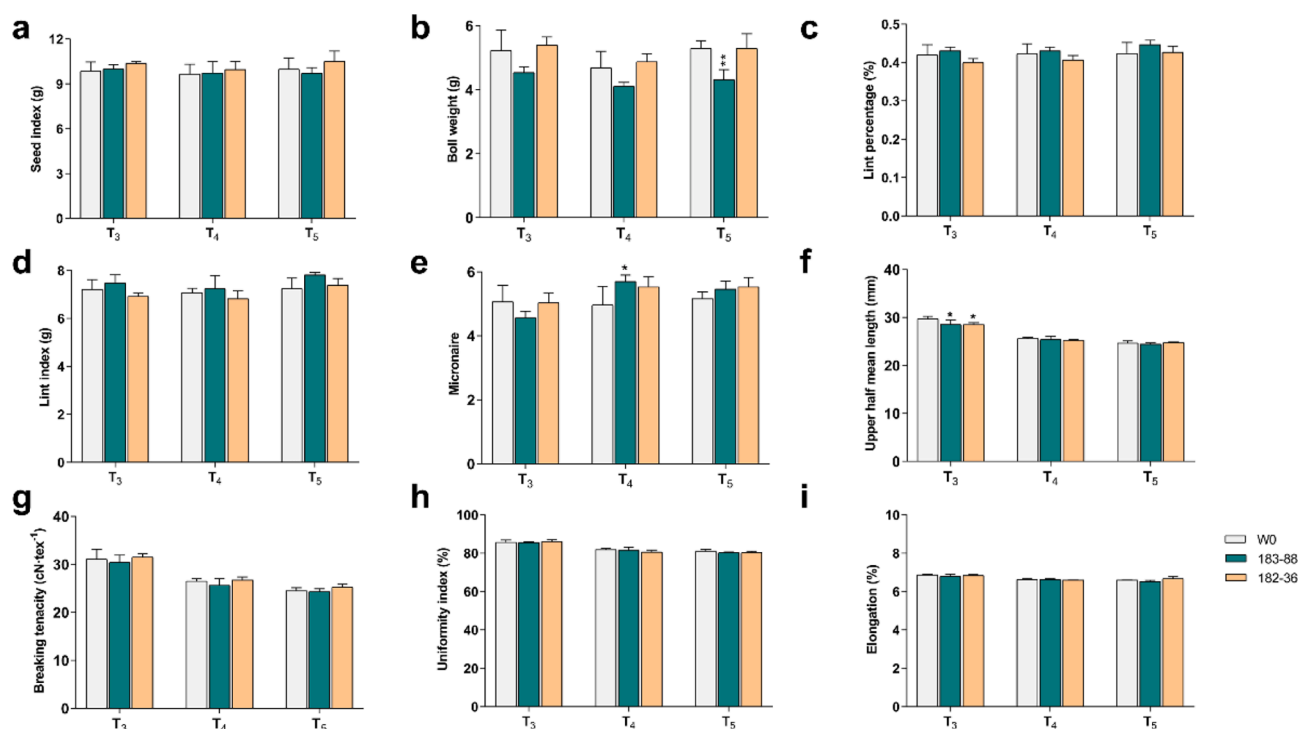 a
Seed index (g)
12
9
6
3
0
T3
T4
T5
b
Boll weight (g)
6
4
2
0
T3
T4
T5
**
c
Lint percentage (%)
0.5
0.4
0.3
0.2
0.1
0.0
T3
T4
T5
d
Lint index (g)
8
6
4
2
0
T3
T4
T5
e
Micronaire
6
4
2
0
T3
T4
T5
*
f
Upper half mean length (mm)
40
30
20
10
0
T3
T4
T5
*
*
g
Breaking tenacity (cN·tex-1)
40
30
20
10
0
T3
T4
T5
h
Uniformity index (%)
100
80
60
40
20
0
T3
T4
T5
i
Elongation (%)
10
8
6
4
2
0
T3
T4
T5
W0
183-88
182-36